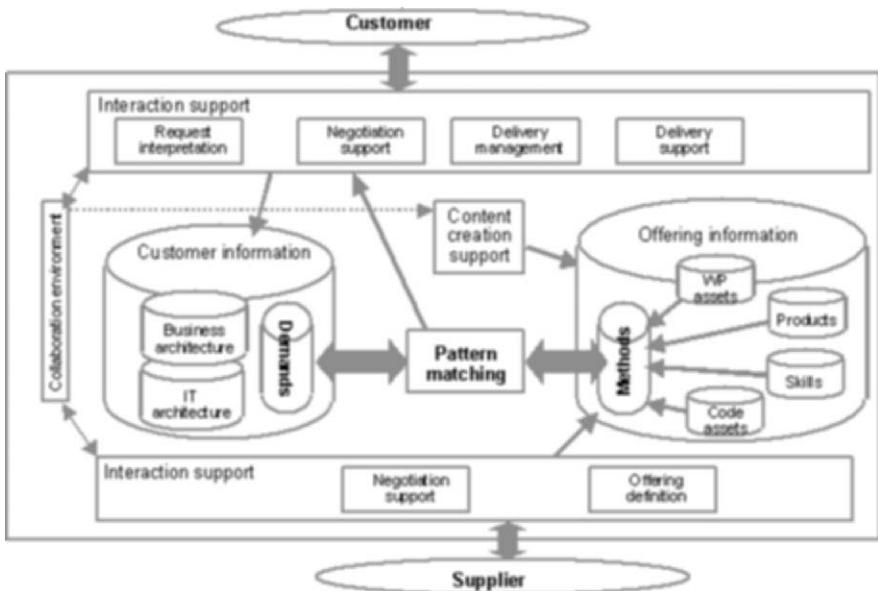 Customer
Interaction support
Request
interpretation
Negotiation
support
Delivery
management
Delivery
support
Collaboration environment
Content
creation
support
Customer information
Business
architecture
IT
architecture
Demands
Pattern
matching
Offering information
WP
assets
Products
Skills
Code
assets
Methods
Interaction support
Negotiation
support
Offering
definition
Supplier